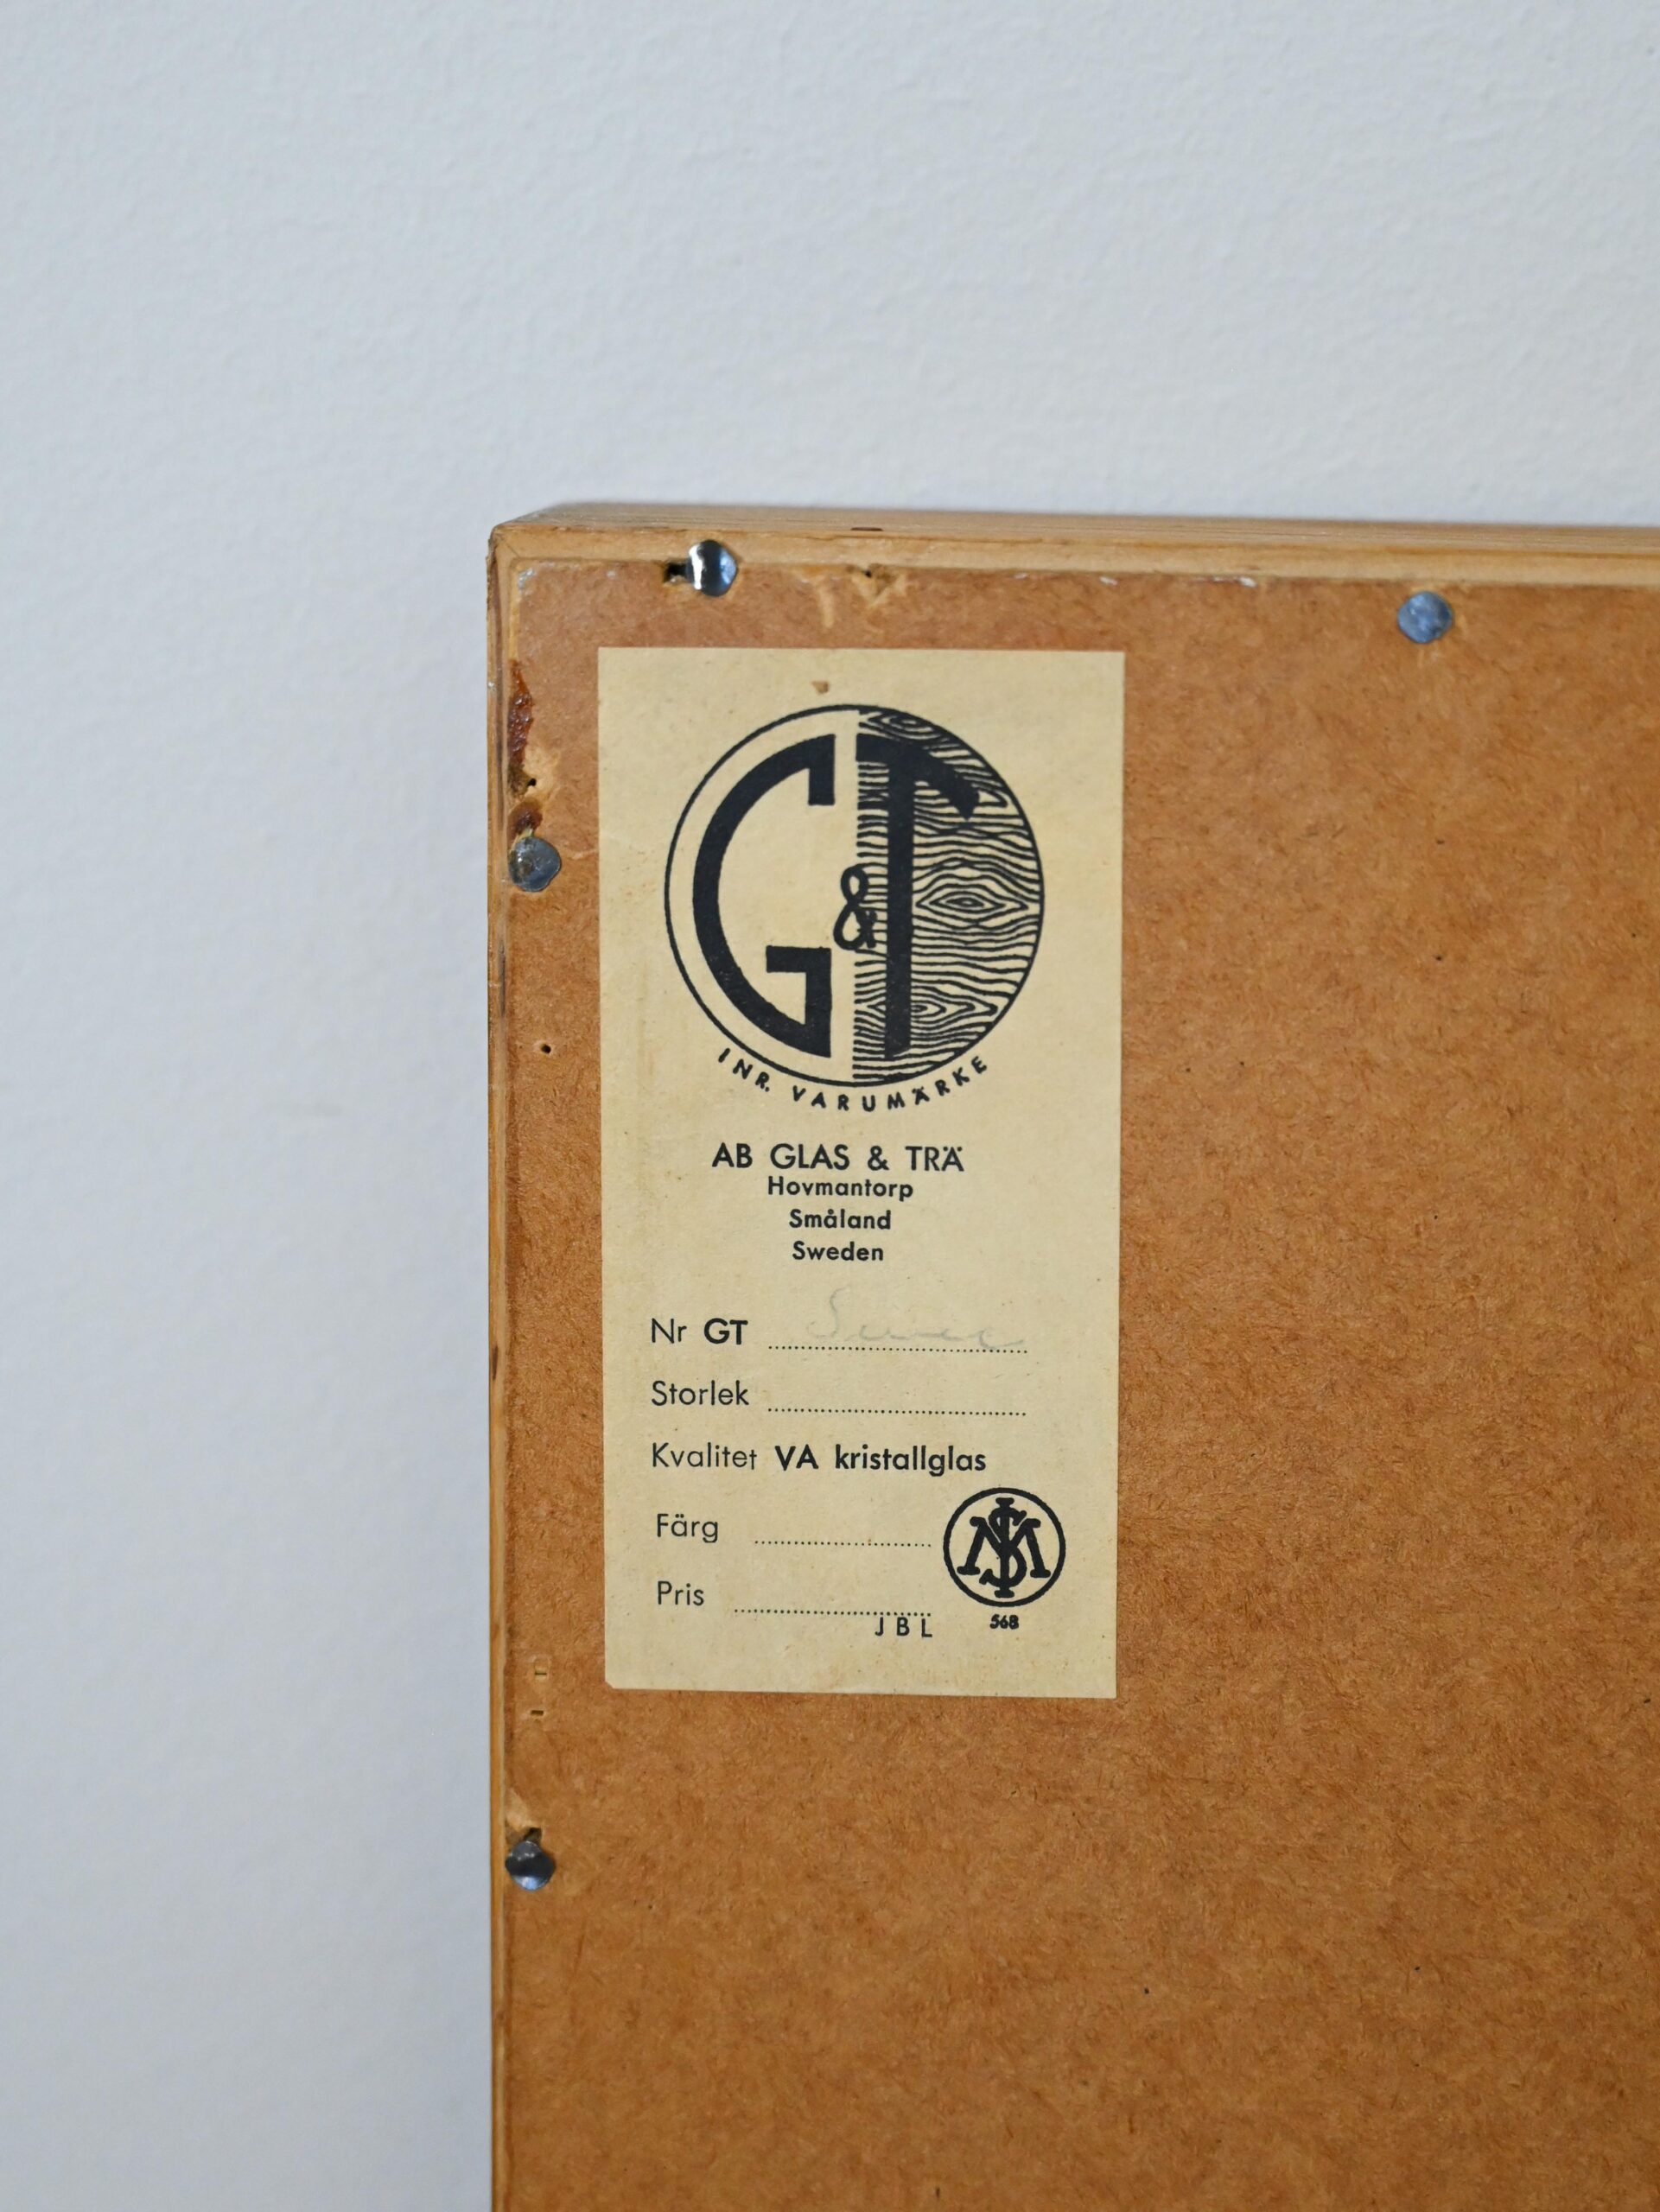 G&T
INR. VARUMÄRKE
AB GLAS & TRÄ
Hovmantorp
Småland
Sweden
Nr GT
Storlek
Kvalitet VA kristallglas
Färg
Pris
JBL
568